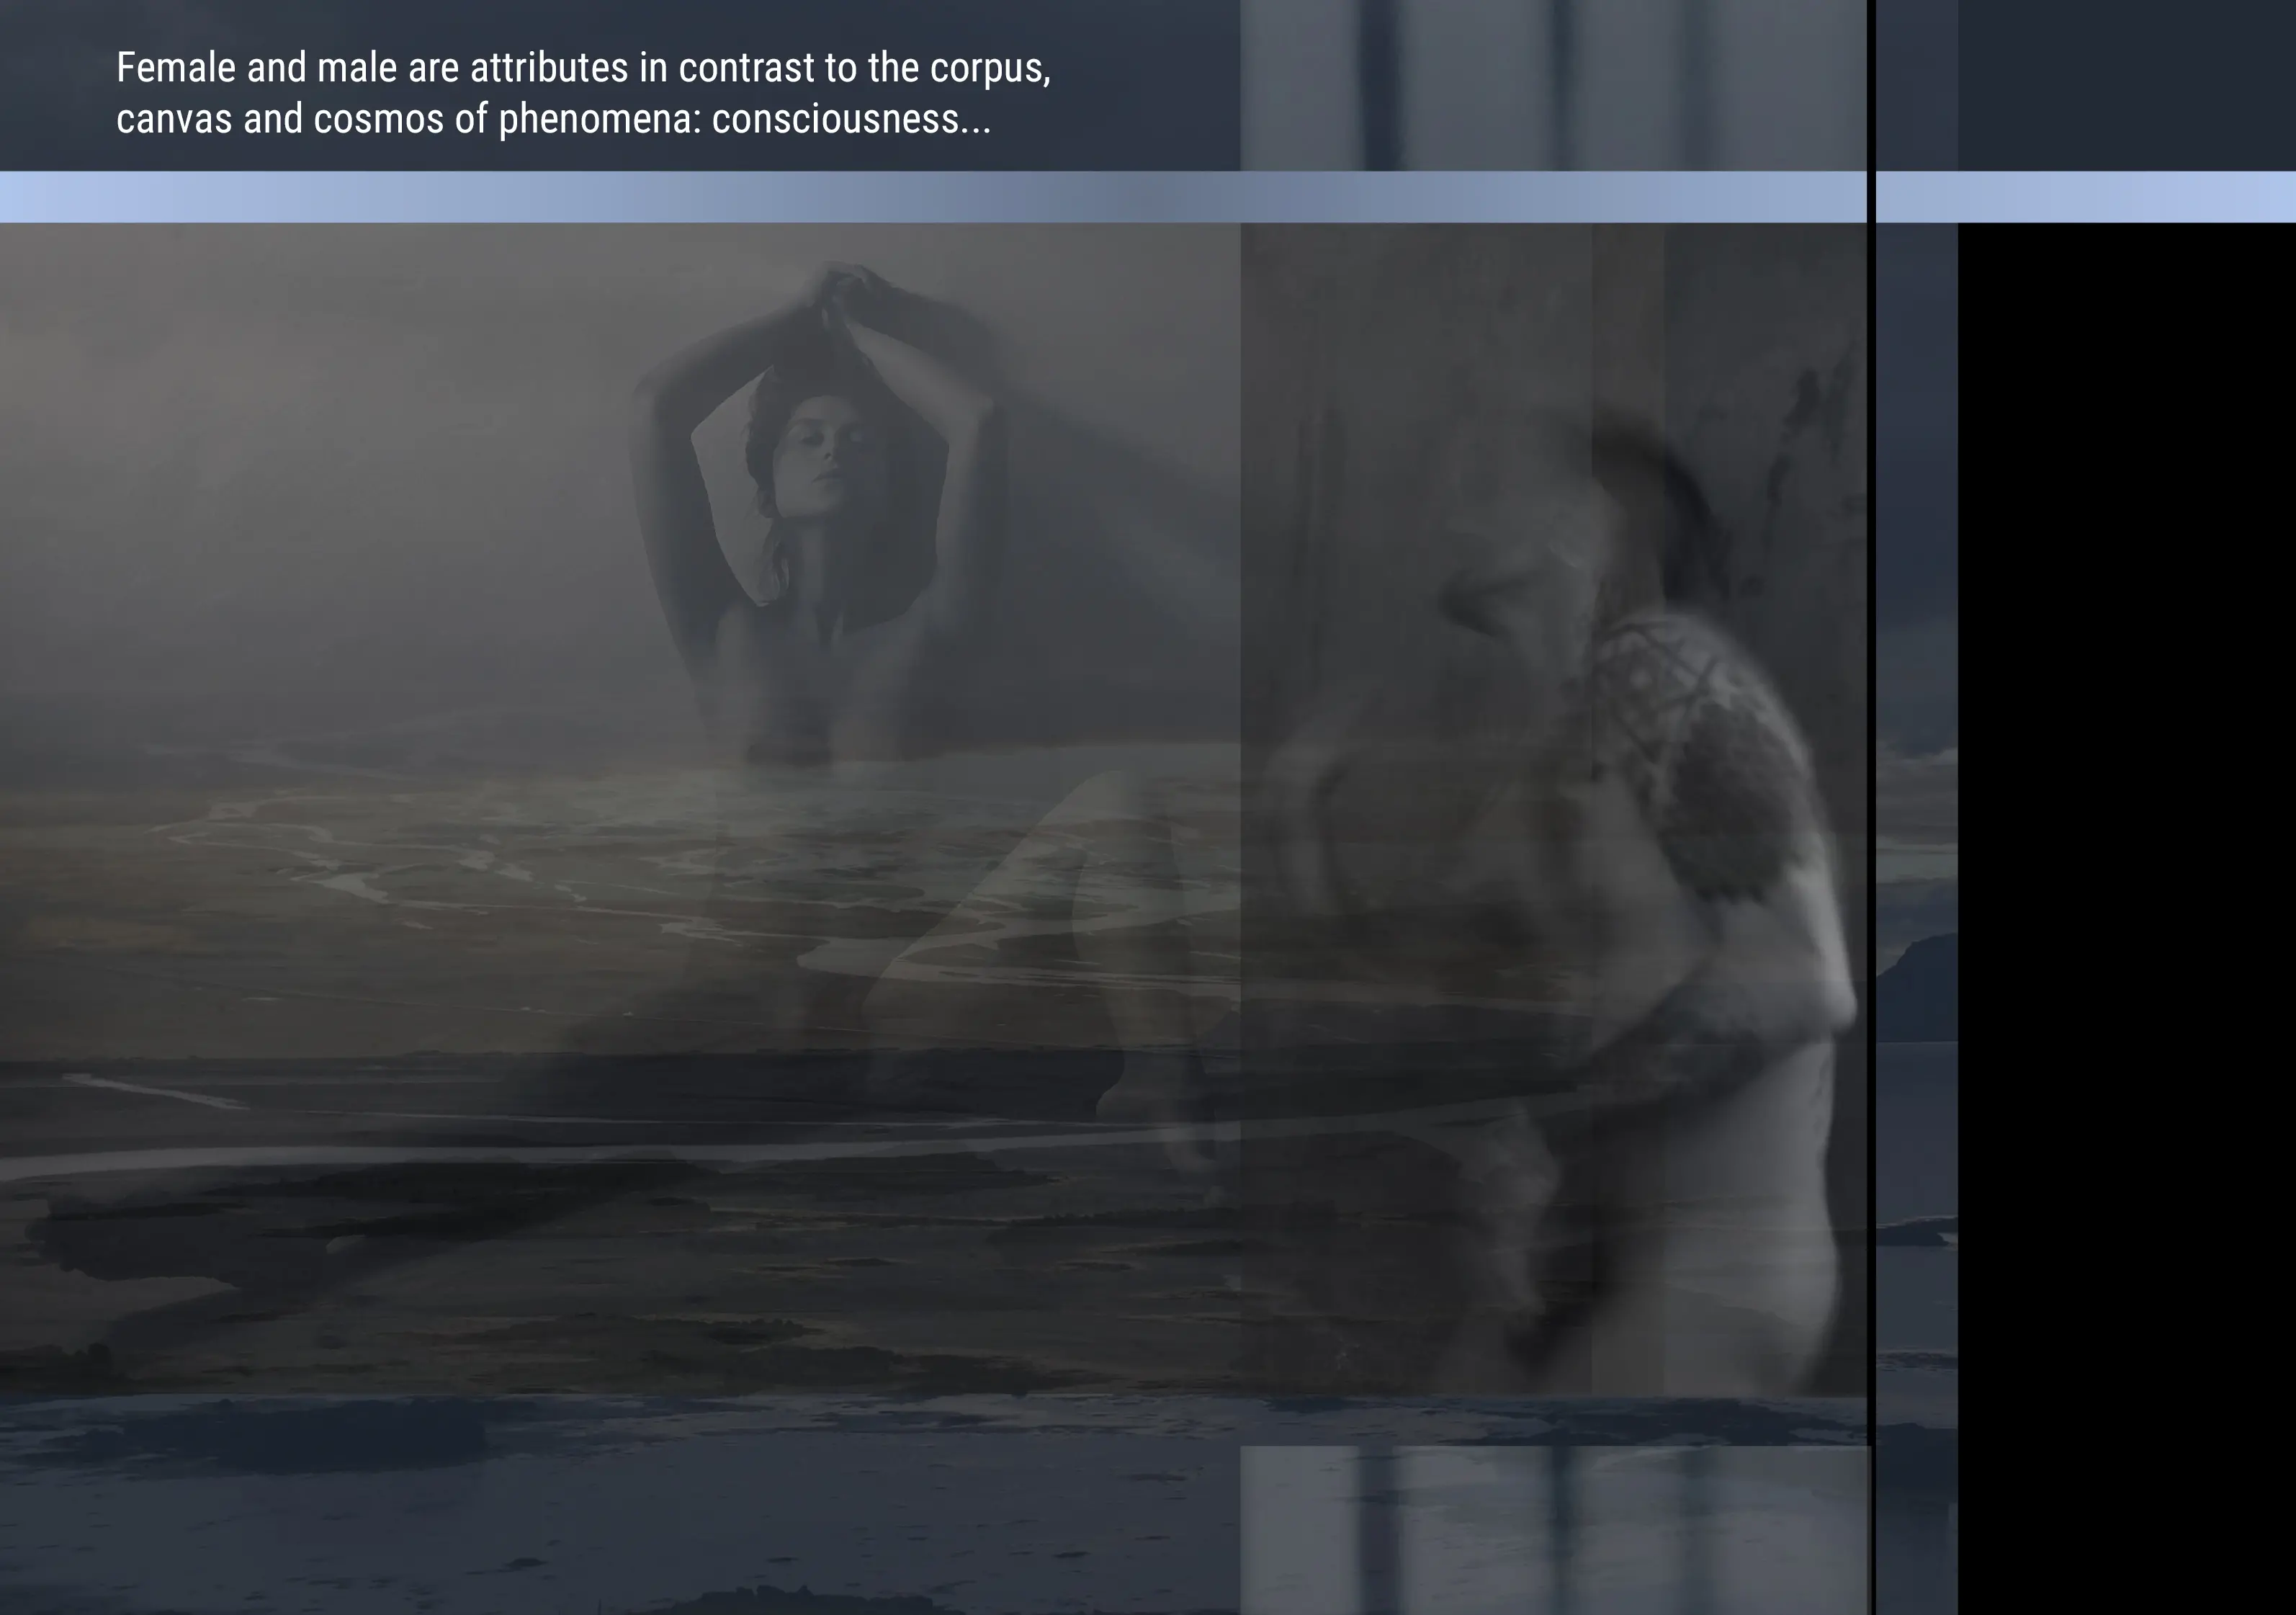 Female and male are attributes in contrast to the corpus,
canvas and cosmos of phenomena: consciousness...